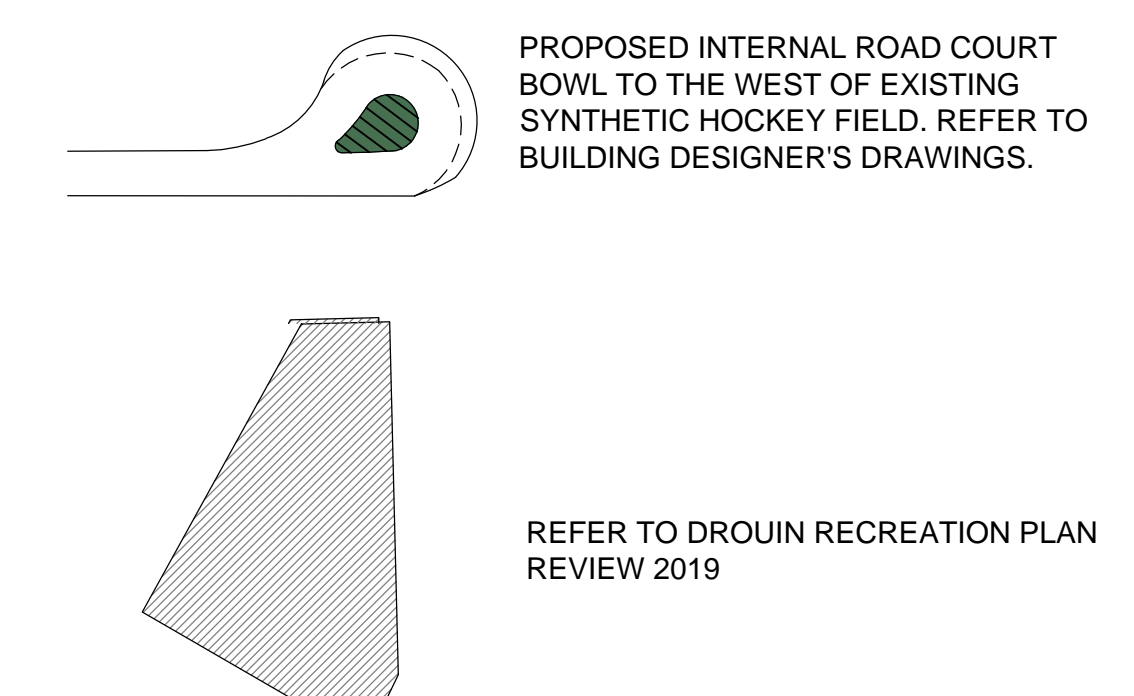 PROPOSED INTERNAL ROAD COURT
BOWL TO THE WEST OF EXISTING
SYNTHETIC HOCKEY FIELD. REFER TO
BUILDING DESIGNER'S DRAWINGS.
REFER TO DROUIN RECREATION PLAN
REVIEW 2019